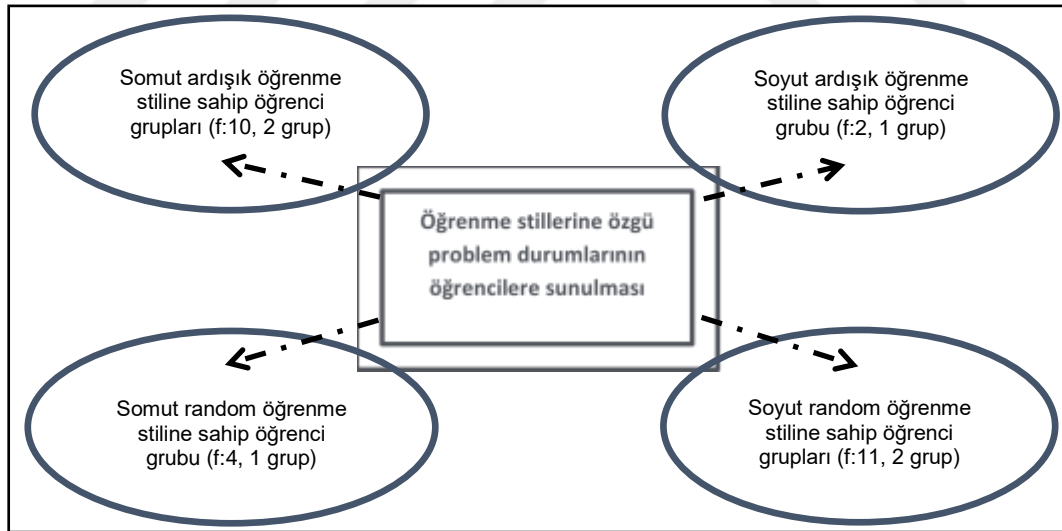 Somut ardışık öğrenme
stiline sahip öğrenci
grupları (f:10, 2 grup)
Soyut ardışık öğrenme
stiline sahip öğrenci
grubu (f:2, 1 grup)
Öğrenme stillerine özgü
problem durumlarının
öğrencilere sunulması
Somut random öğrenme
stiline sahip öğrenci
grubu (f:4, 1 grup)
Soyut random öğrenme
stiline sahip öğrenci
grupları (f:11, 2 grup)